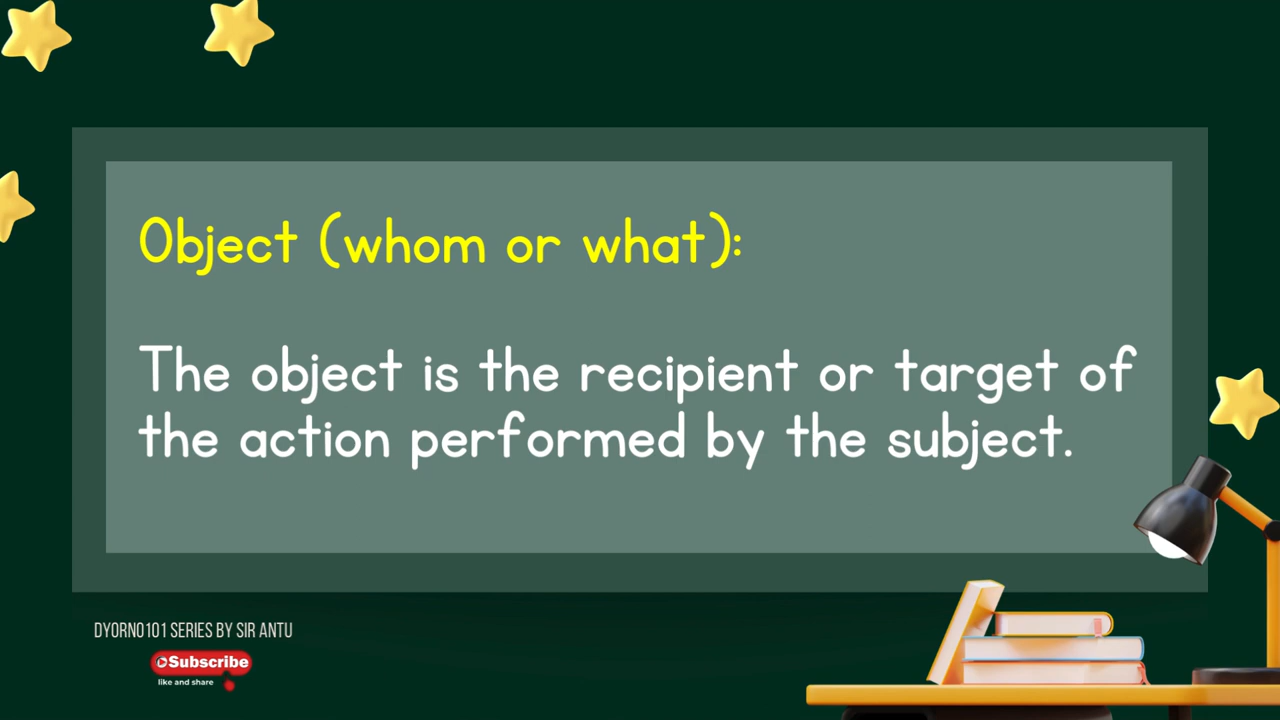 Object (whom or what):
The object is the recipient or target of
the action performed by the subject.
DYORNO101 SERIES BY SIR ANTU
Subscribe
like and share